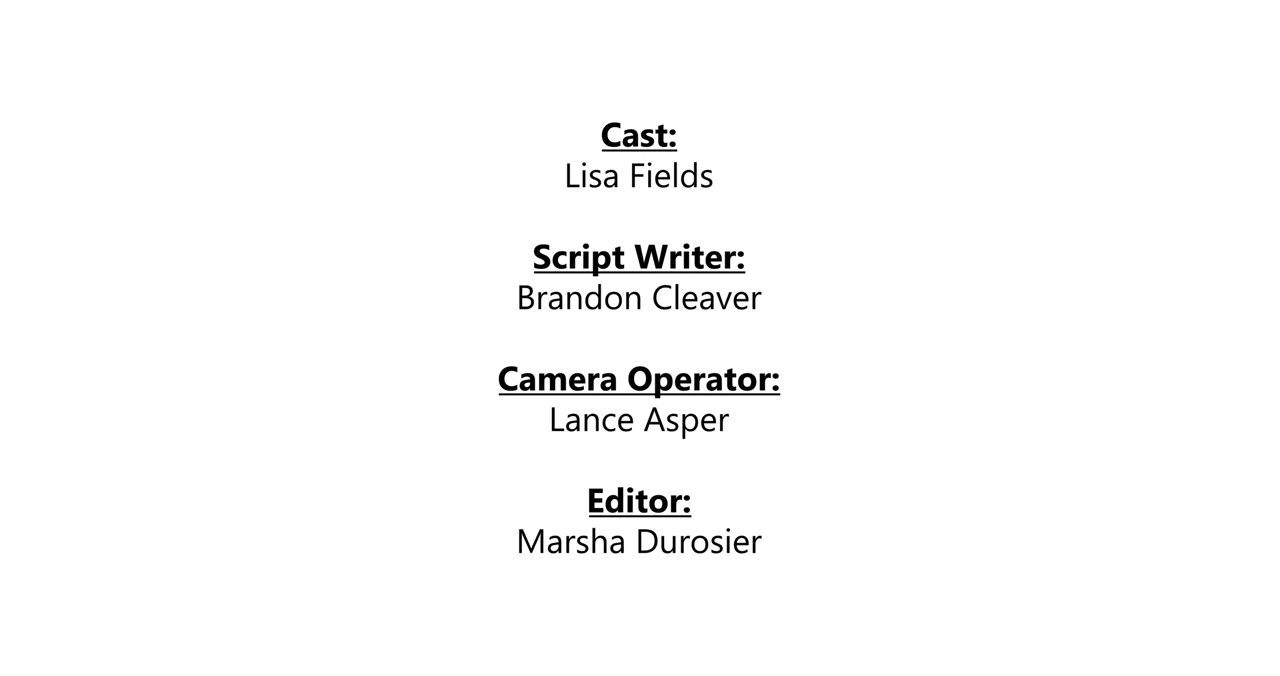 Cast:
Lisa Fields
Script Writer:
Brandon Cleaver
Camera Operator:
Lance Asper
Editor:
Marsha Durosier